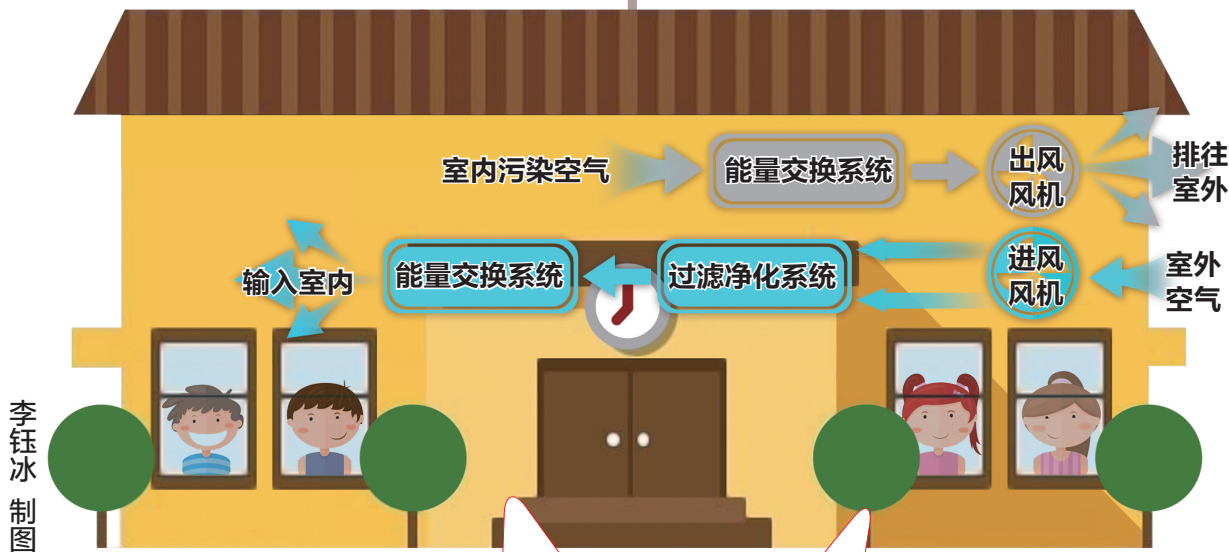 室内污染空气
能量交换系统
出风
风机
排往
室外
输入室内
能量交换系统
过滤净化系统
进风
风机
室外
空气
李钰冰 制图